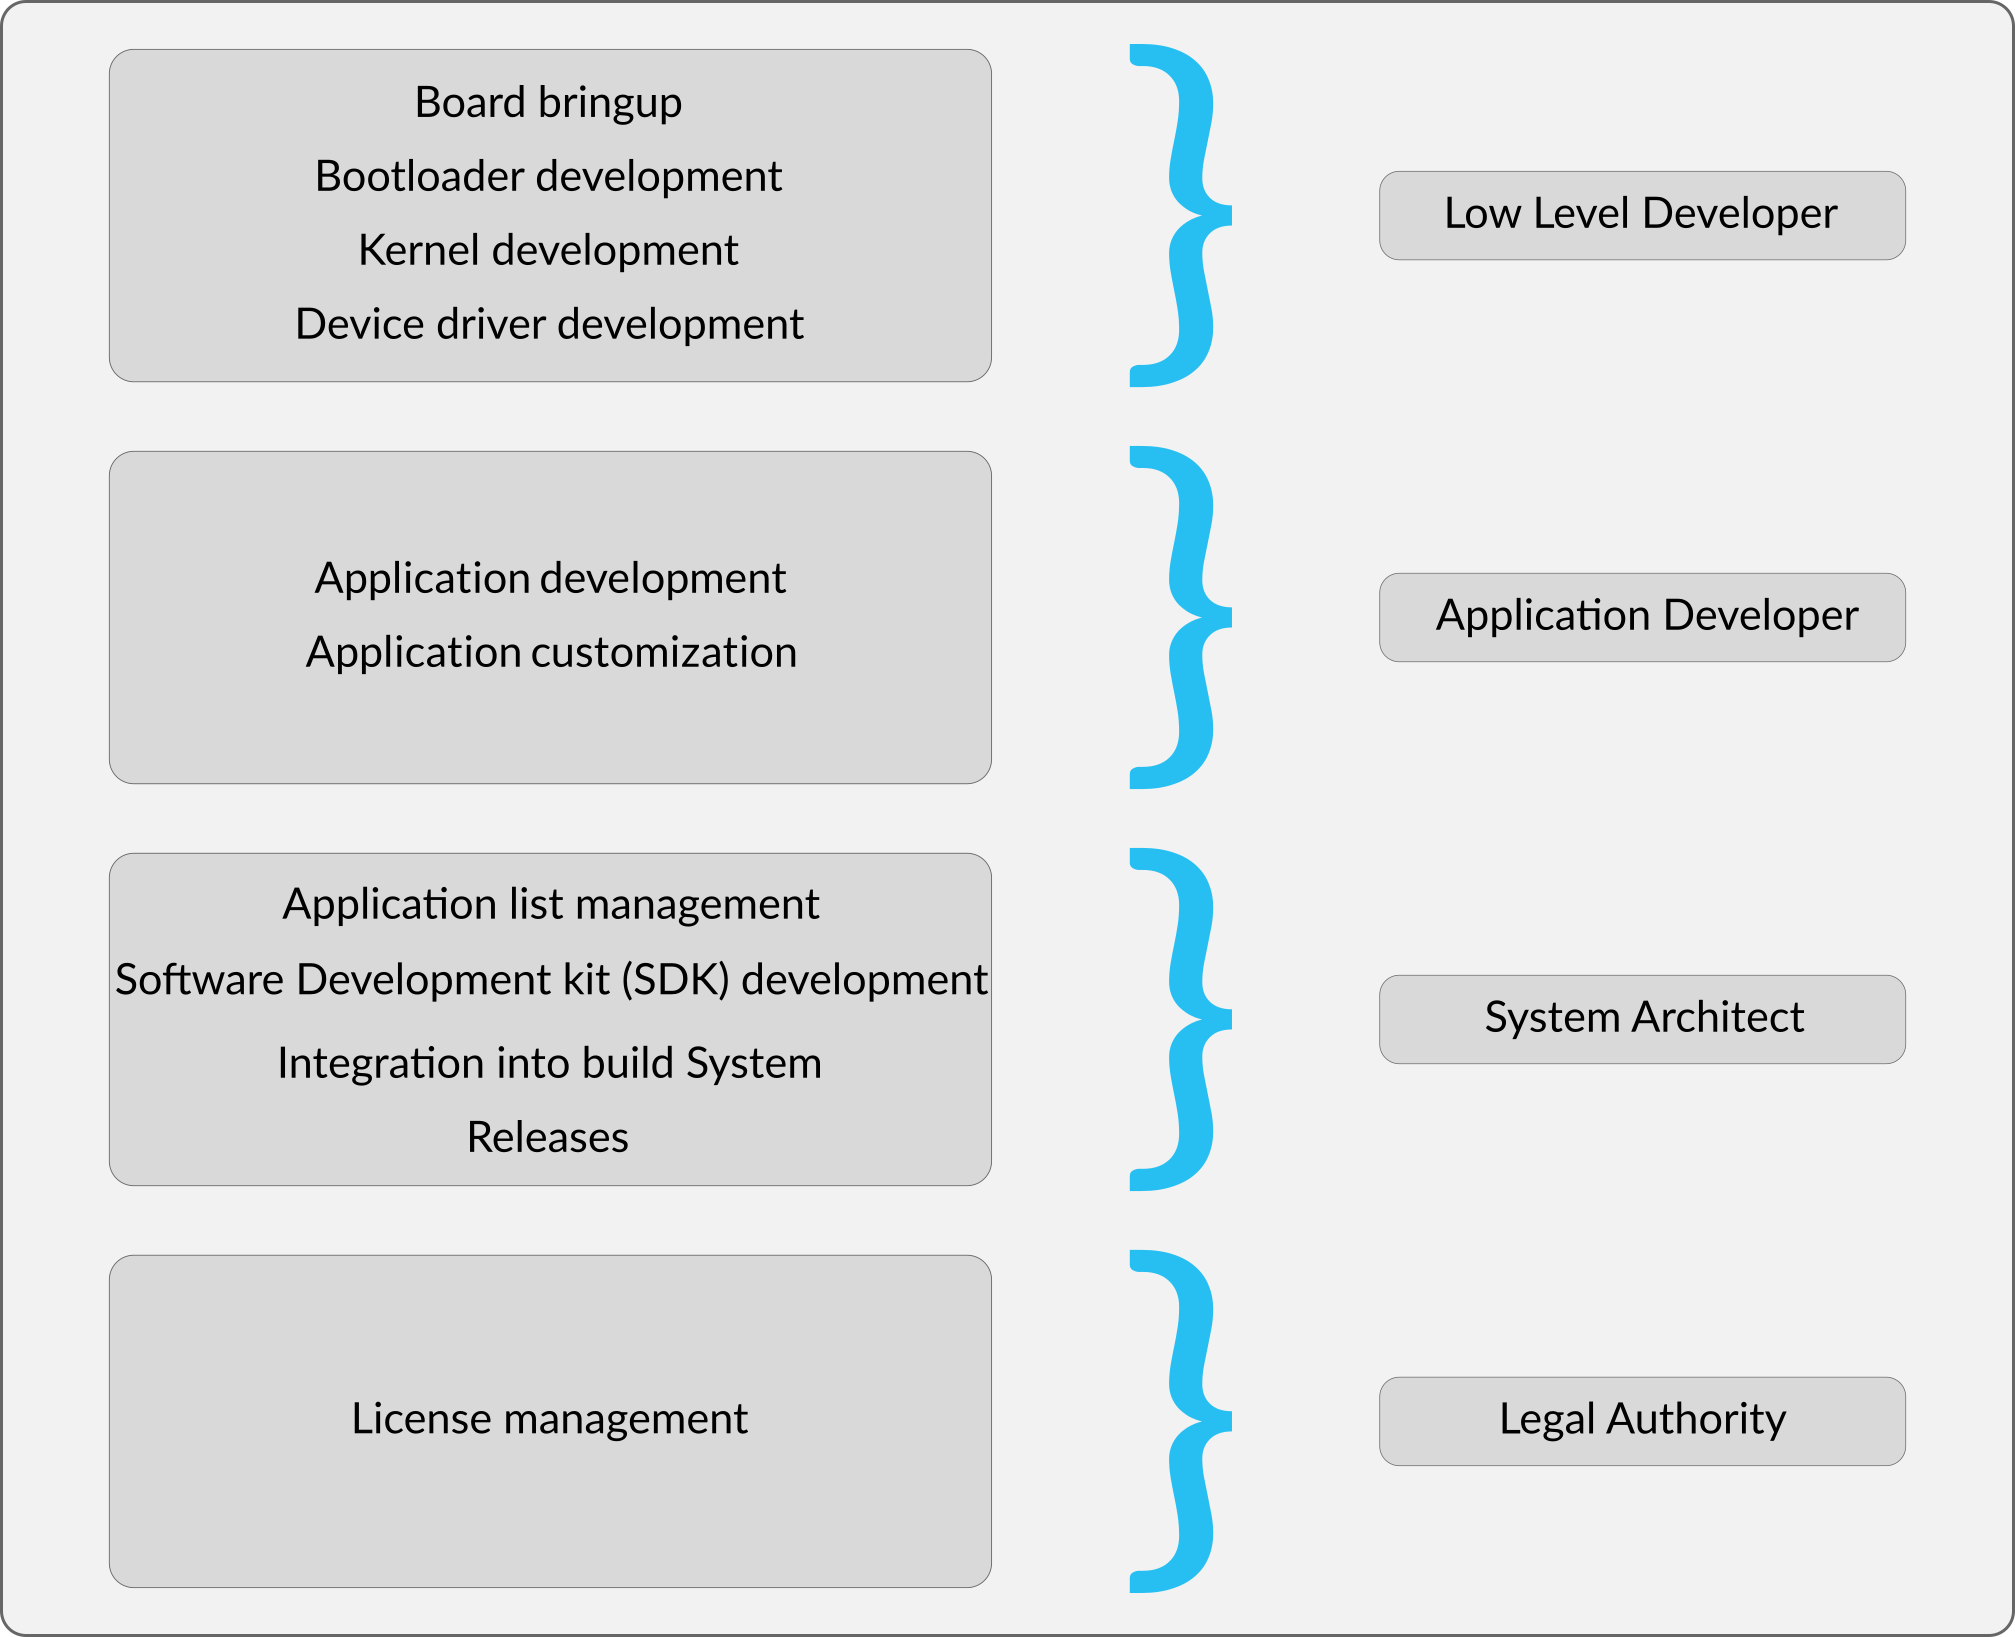 Board bringup
Bootloader development
Kernel development
Device driver development
Low Level Developer
Application development
Application customization
Application Developer
Application list management
Software Development kit (SDK) development
Integration into build System
Releases
System Architect
License management
Legal Authority